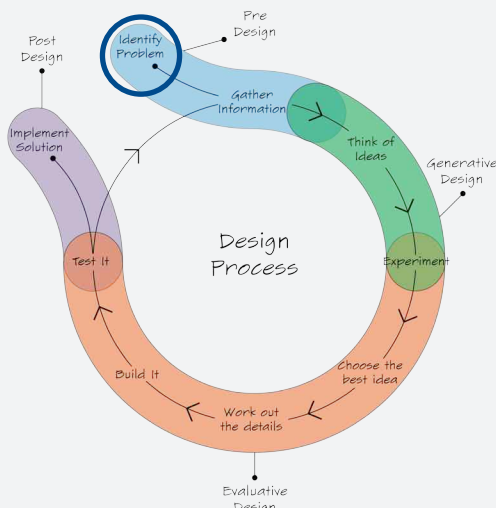 Pre
Design
Post
Design
Identify
Problem
Gather
Information
Implement
Solution
Think of
Ideas
Generative
Design
Design
Process
Test It
Experiment
Choose the
best idea
Build It
Work out
the details
Evaluative
Design